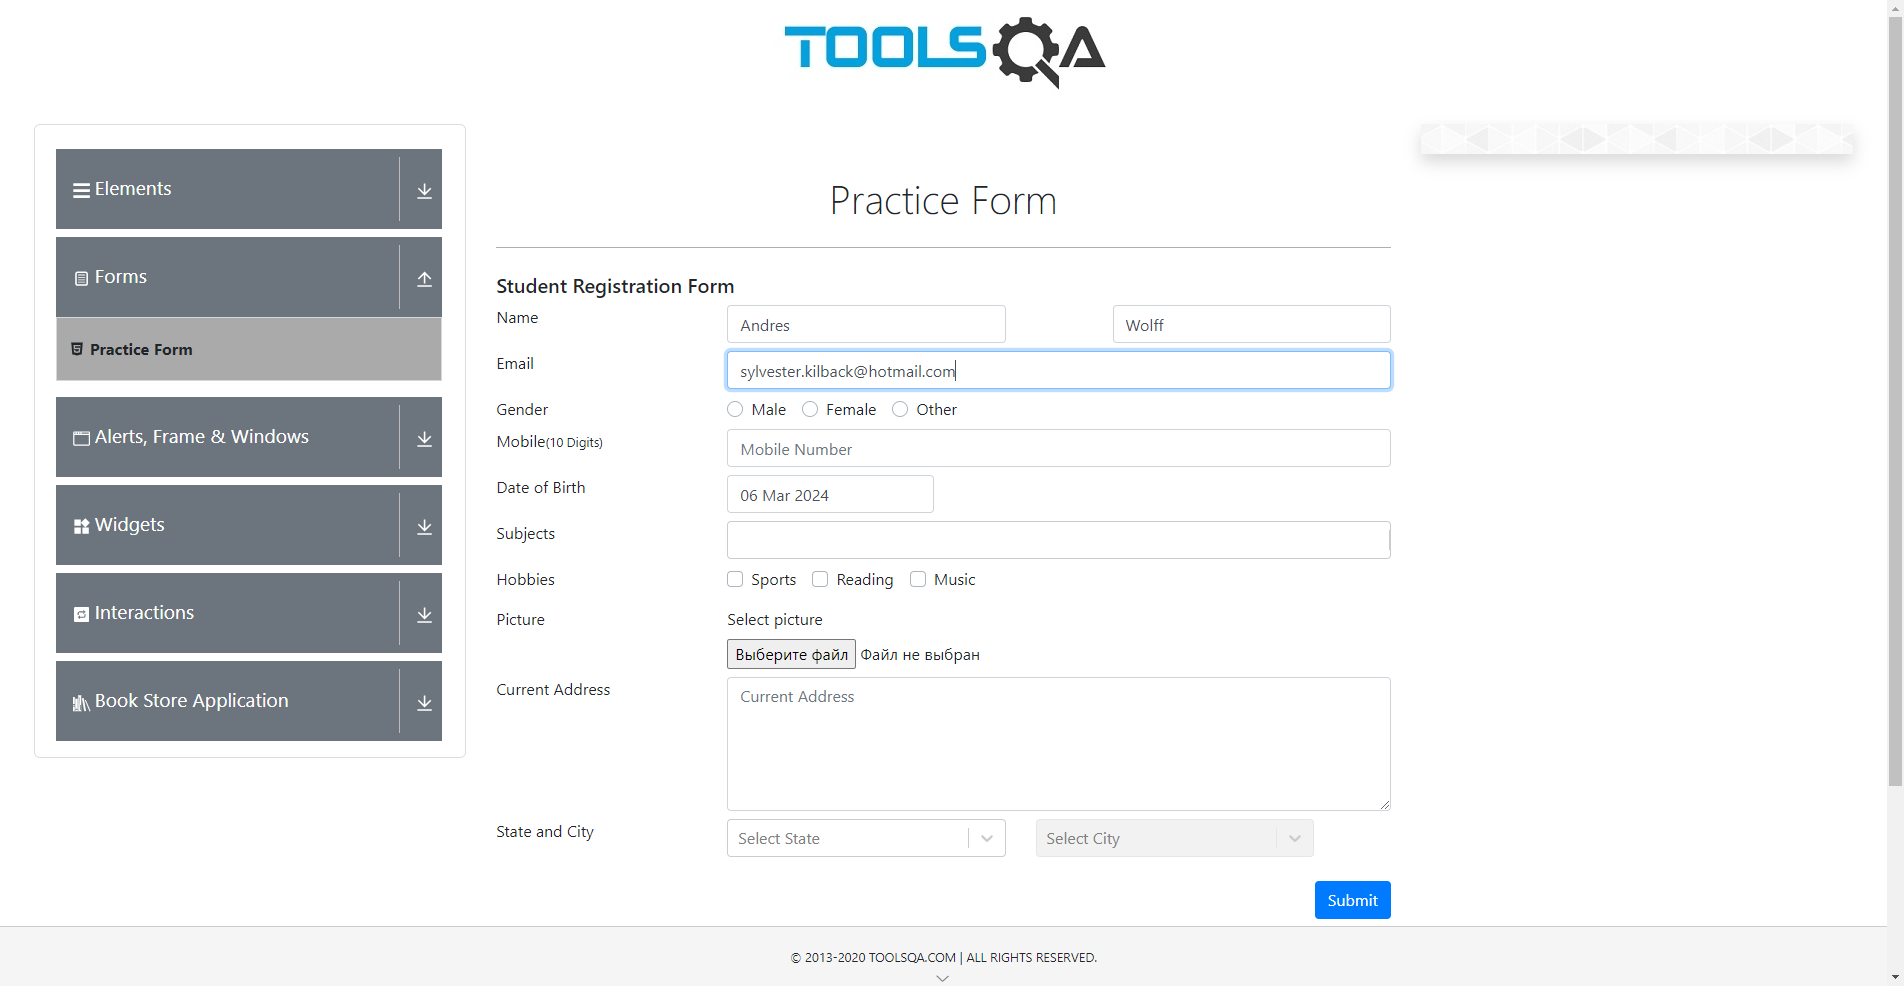 TOOLSQA
Elements
Forms
Practice Form
Alerts, Frame & Windows
Widgets
Interactions
Book Store Application
Practice Form
Student Registration Form
Name
Andres
Wolff
Email
sylvester.kilback@hotmail.com
Gender
Male
Female
Other
Mobile(10 Digits)
Mobile Number
Date of Birth
06 Mar 2024
Subjects
Hobbies
Sports
Reading
Music
Picture
Select picture
Выберите файл
Файл не выбран
Current Address
Current Address
State and City
Select State
Select City
Submit
© 2013-2020 TOOLSQA.COM | ALL RIGHTS RESERVED.